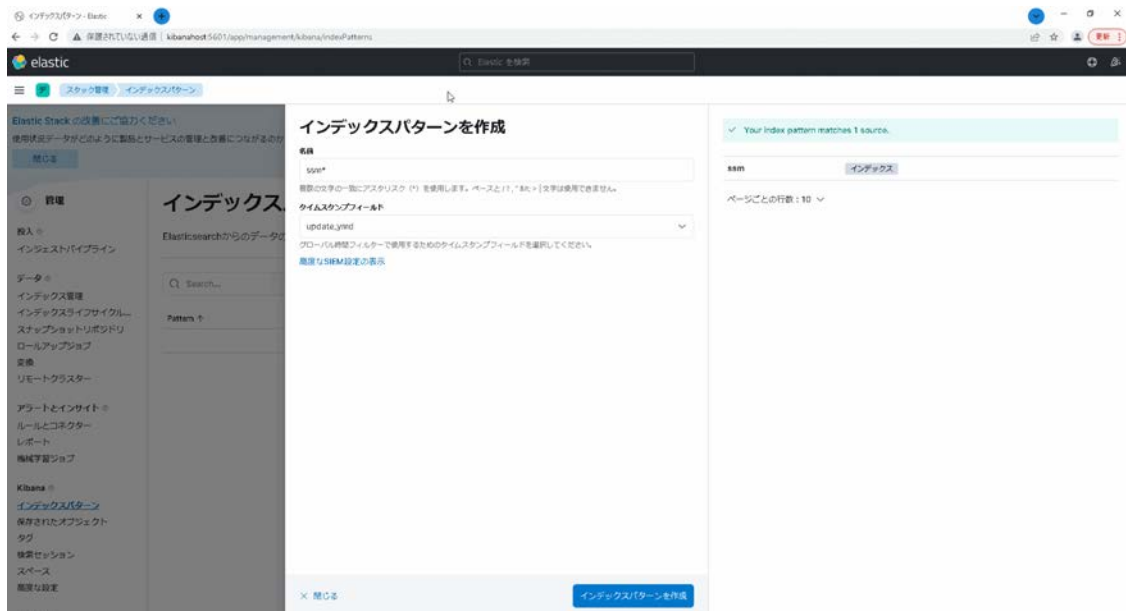 インデックスパターン - Elastic
保護されていない通信 | kibanahost:5601/app/management/kibana/indexPatterns
更新
elastic
Elastic を検索
デ
スタック管理
インデックスパターン
Elastic Stack の改善にご協力ください
使用状況データがどのように製品とサービスの管理と改善につながるのか
閉じる
管理
投入
インジェストパイプライン
データ
インデックス管理
インデックスライフサイクル...
スナップショットリポジトリ
ロールアップジョブ
変換
リモートクラスター
アラートとインサイト
ルールとコネクター
レポート
機械学習ジョブ
Kibana
インデックスパターン
保存されたオブジェクト
タグ
検索セッション
スペース
高度な設定
インデックス
Elasticsearchからのデータの
Search...
Pattern ↑
インデックスパターンを作成
名前
ssm*
複数の文字の一致にアスタリスク (*) を使用します。ペースと
文字は使用できません。
タイムスタンプフィールド
update_ymd
グローバル時間フィルターで使用するためのタイムスタンプフィールドを選択してください。
高度なSIEM設定の表示
× 閉じる
インデックスパターンを作成
Your index pattern matches 1 source.
ssm
インデックス
ページごとの行数 : 10